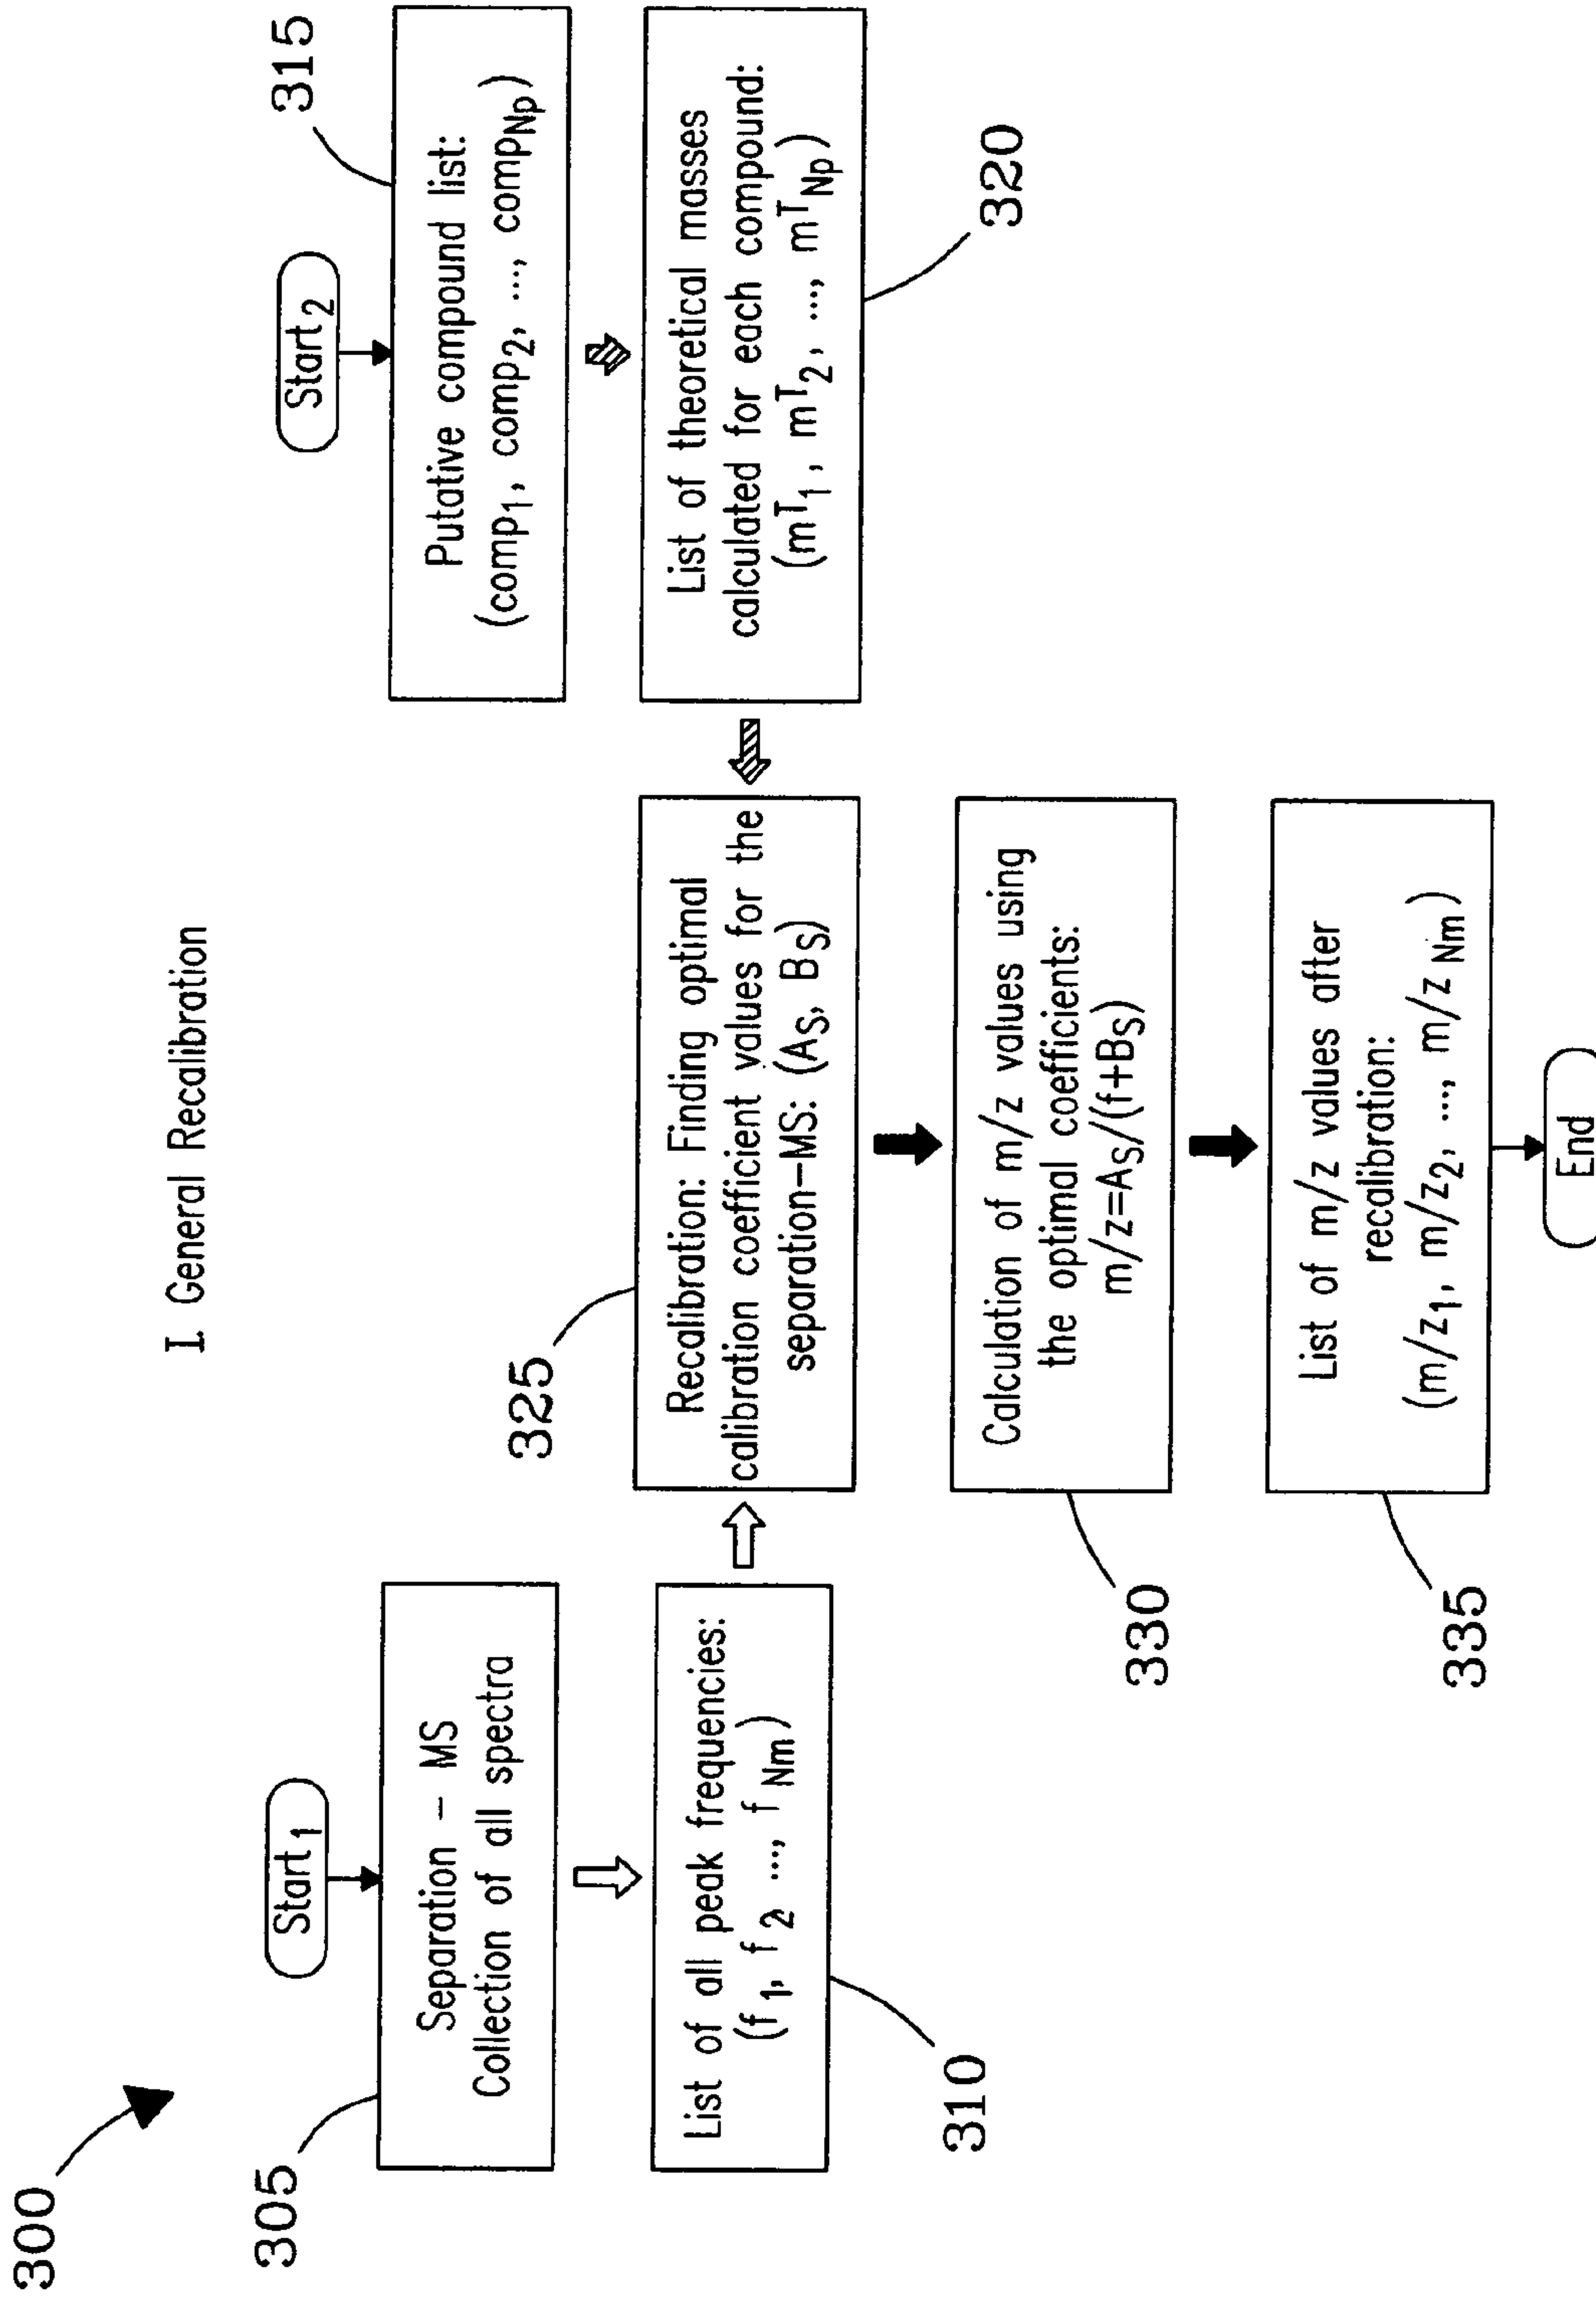 300
I. General Recalibration
Start1
305
Separation – MS
Collection of all spectra
List of all peak frequencies:
(f1, f2 ..., fNm)
310
Start2
315
Putative compound list:
(comp1, comp2, ..., compNp)
List of theoretical masses
calculated for each compound:
(mT1, mT2, ..., mTNp)
320
325
Recalibration: Finding optimal
calibration coefficient values for the
separation–MS: (AS, BS)
Calculation of m/z values using
the optimal coefficients:
m/z=AS/(f+BS)
330
List of m/z values after
recalibration:
(m/z1, m/z2, ..., m/z Nm)
335
End